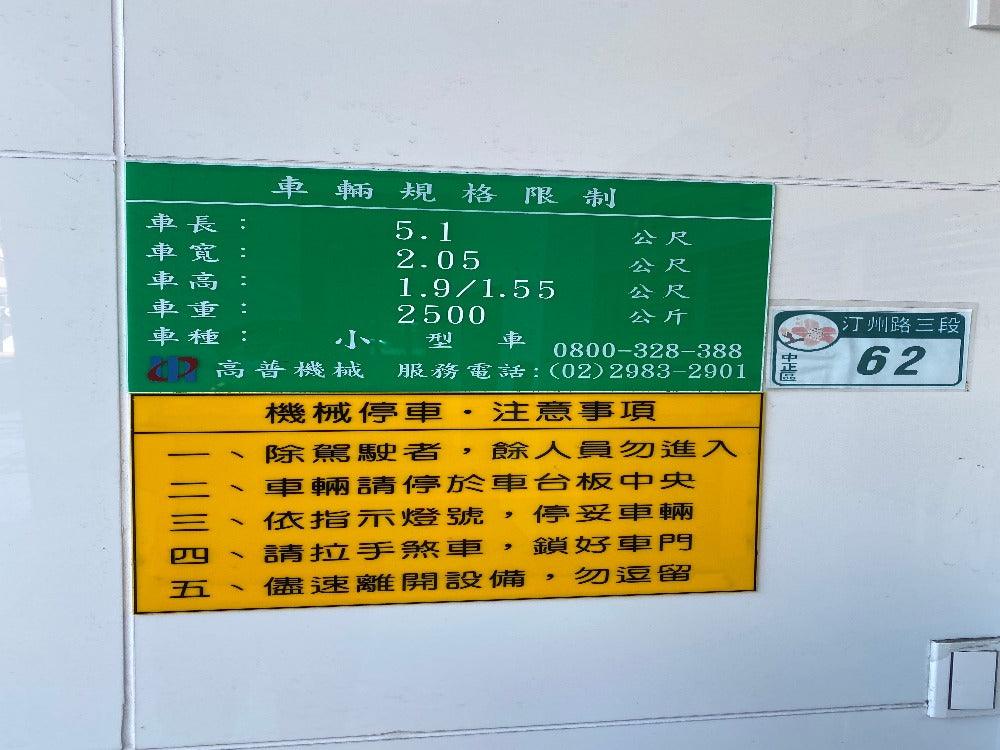 車輛規格限制
車長： 5.1 公尺
車寬： 2.05 公尺
車高： 1.9/1.55 公尺
車重： 2500 公斤
車種： 小型車
0800-328-388
高普機械 服務電話：(02)2983-2901
機械停車・注意事項
一、除駕駛者，餘人員勿進入
二、車輛請停於車台板中央
三、依指示燈號，停妥車輛
四、請拉手煞車，鎖好車門
五、儘速離開設備，勿逗留
汀州路三段
中正區
62